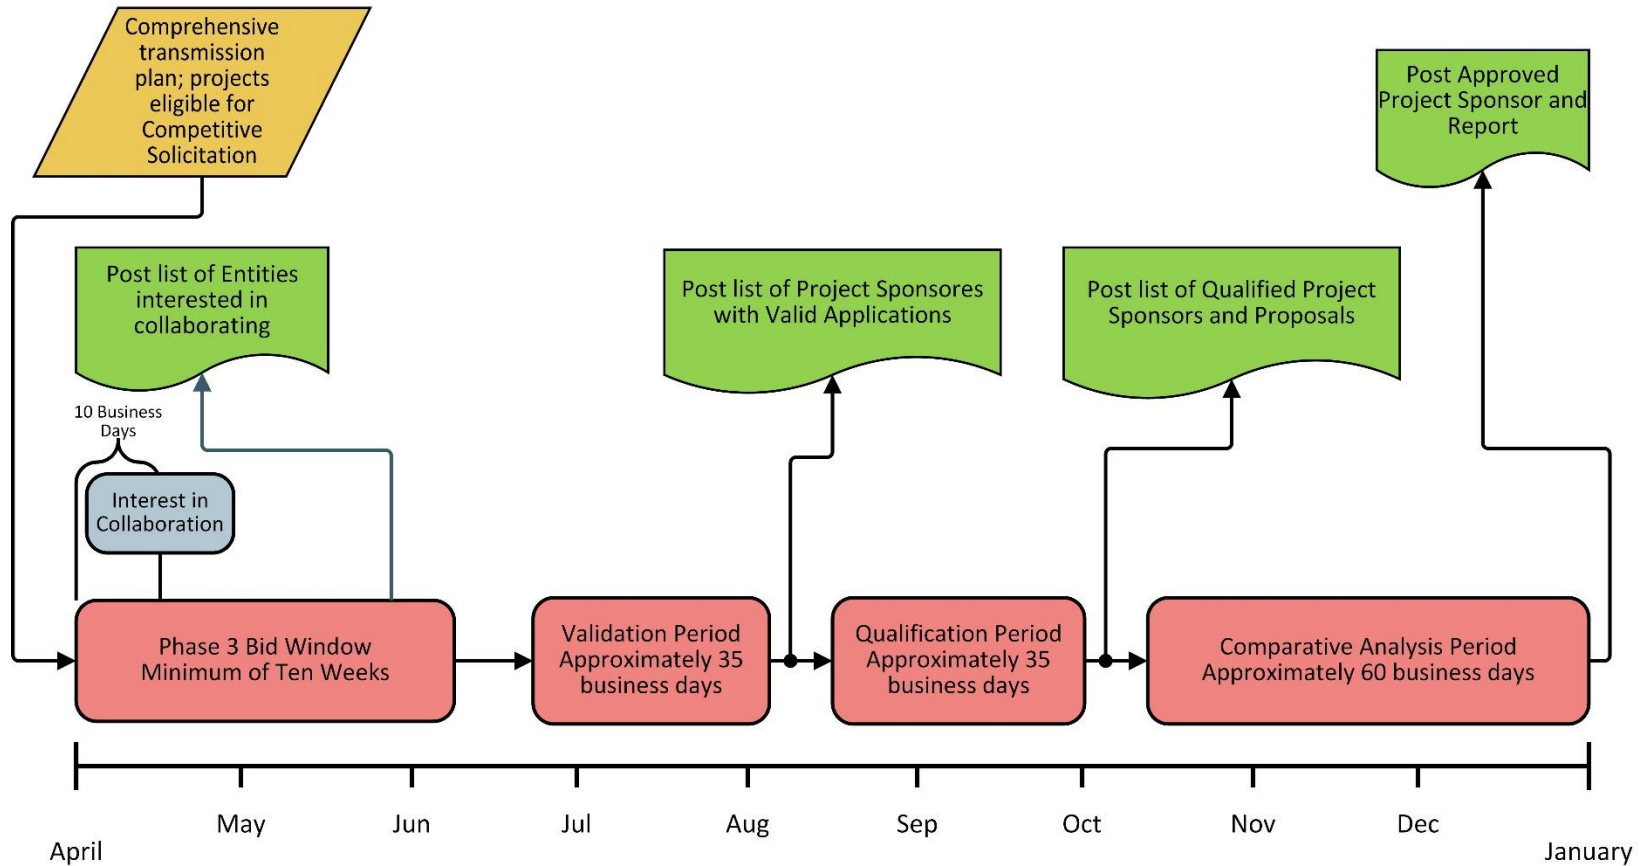 Comprehensive
transmission
plan; projects
eligible for
Competitive
Solicitation
Post Approved
Project Sponsor and
Report
Post list of Entities
interested in
collaborating
Post list of Project Sponsores
with Valid Applications
Post list of Qualified Project
Sponsors and Proposals
10 Business
Days
Interest in
Collaboration
Phase 3 Bid Window
Minimum of Ten Weeks
Validation Period
Approximately 35
business days
Qualification Period
Approximately 35
business days
Comparative Analysis Period
Approximately 60 business days
April
May
Jun
Jul
Aug
Sep
Oct
Nov
Dec
January